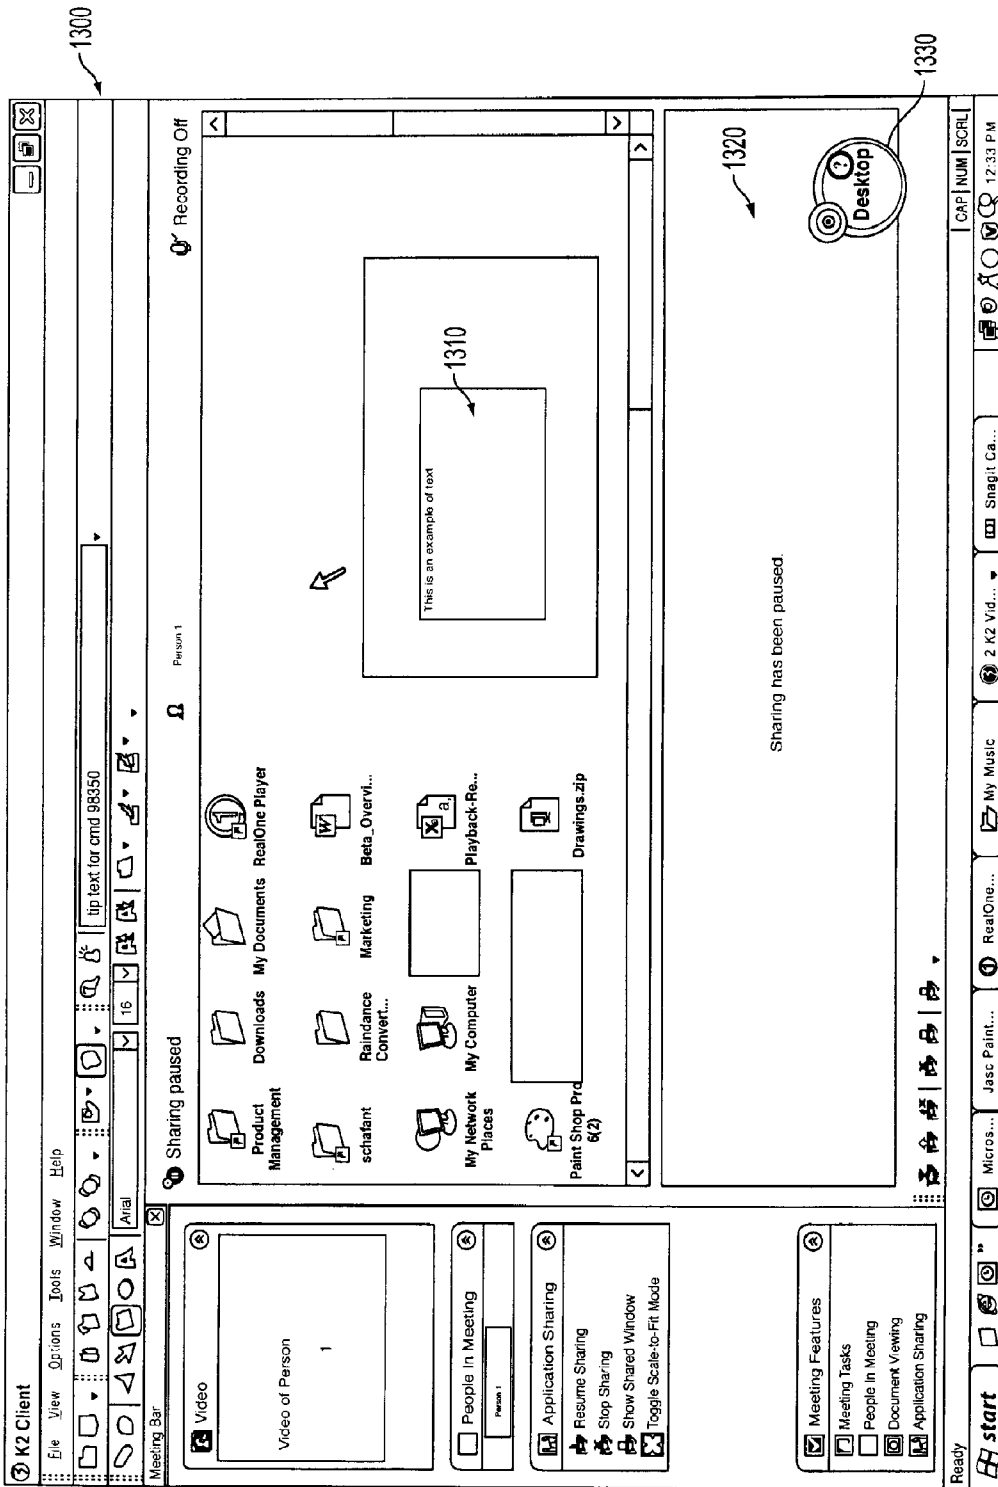 K2 Client
File View Options Tools Window Help
tip text for cmd 98350
1300
Arial
16
Meeting Bar
Video
Video of Person
1
People In Meeting
Person 1
Application Sharing
Resume Sharing
Stop Sharing
Show Shared Window
Toggle Scale-to-Fit Mode
Meeting Features
Meeting Tasks
People In Meeting
Document Viewing
Application Sharing
Sharing paused
Person 1
Recording Off
Product Management
Downloads
My Documents
RealOne Player
schafant
Raindance Convert...
Marketing
Beta_Overvi...
My Network Places
My Computer
Playback-Re...
Paint Shop Pro 6(2)
Drawings.zip
This is an example of text
1310
Sharing has been paused.
1320
Desktop
1330
Ready
CAP NUM SCRL
start
Micros...
Jasc Paint...
RealOne...
My Music
2 K2 Vid...
Snagit Ca...
12:33 PM